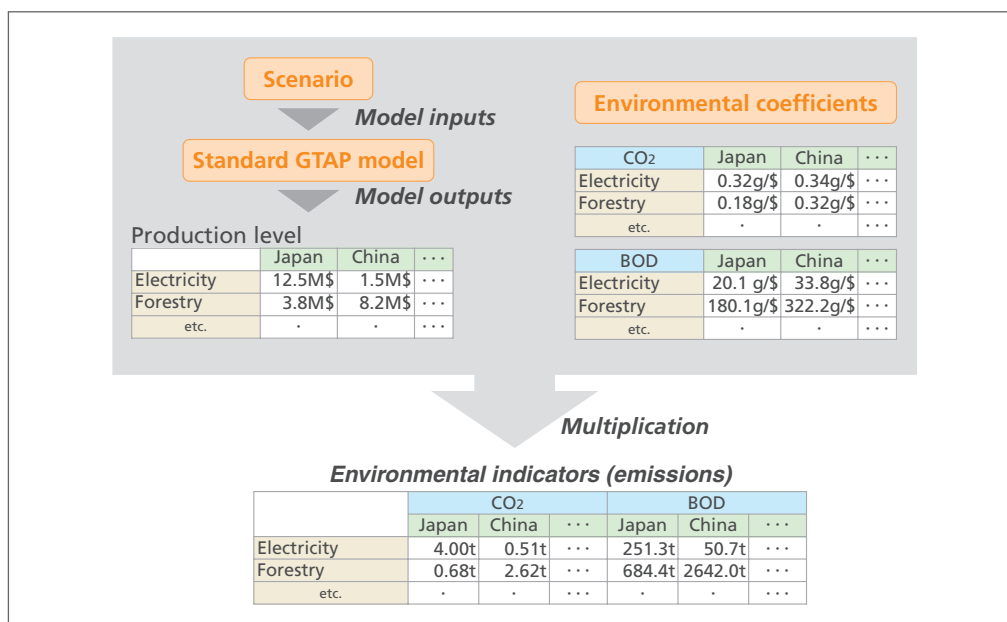 Scenario
Model inputs
Standard GTAP model
Model outputs
Production level
Japan China ···
Electricity 12.5M$ 1.5M$ ···
Forestry 3.8M$ 8.2M$ ···
etc. · · ···
Environmental coefficients
CO2 Japan China ···
Electricity 0.32g/$ 0.34g/$ ···
Forestry 0.18g/$ 0.32g/$ ···
etc. · · ···
BOD Japan China ···
Electricity 20.1 g/$ 33.8g/$ ···
Forestry 180.1g/$ 322.2g/$ ···
etc. · · ···
Multiplication
Environmental indicators (emissions)
CO2 BOD
Japan China ··· Japan China ···
Electricity 4.00t 0.51t ··· 251.3t 50.7t ···
Forestry 0.68t 2.62t ··· 684.4t 2642.0t ···
etc. · · ··· · · ···